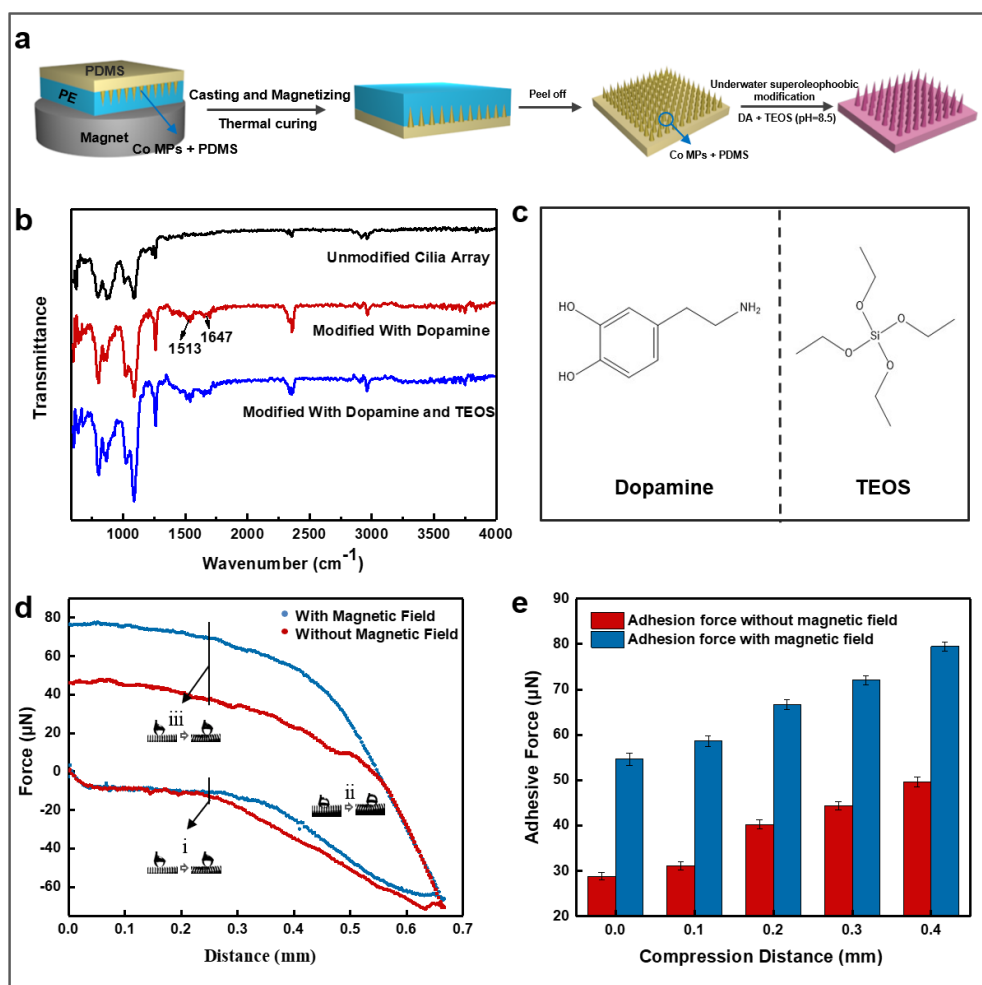 a
PDMS
PE
Magnet
Co MPs + PDMS
Casting and Magnetizing
Thermal curing
Peel off
Co MPs + PDMS
Underwater superoleophoobic
modification
DA + TEOS (pH=8.5)
b
Transmittance
Unmodified Cilia Array
1513
1647
Modified With Dopamine
Modified With Dopamine and TEOS
1000 1500 2000 2500 3000 3500 4000
Wavenumber (cm-1)
c
HO
HO
NH2
Dopamine
O
O
Si
O
O
TEOS
d
With Magnetic Field
Without Magnetic Field
Force (μN)
80
60
40
20
0
-20
-40
-60
iii
ii
i
0.0 0.1 0.2 0.3 0.4 0.5 0.6 0.7
Distance (mm)
e
Adhesion force without magnetic field
Adhesion force with magnetic field
Adhesive Force (μN)
90
80
70
60
50
40
30
20
0.0 0.1 0.2 0.3 0.4
Compression Distance (mm)